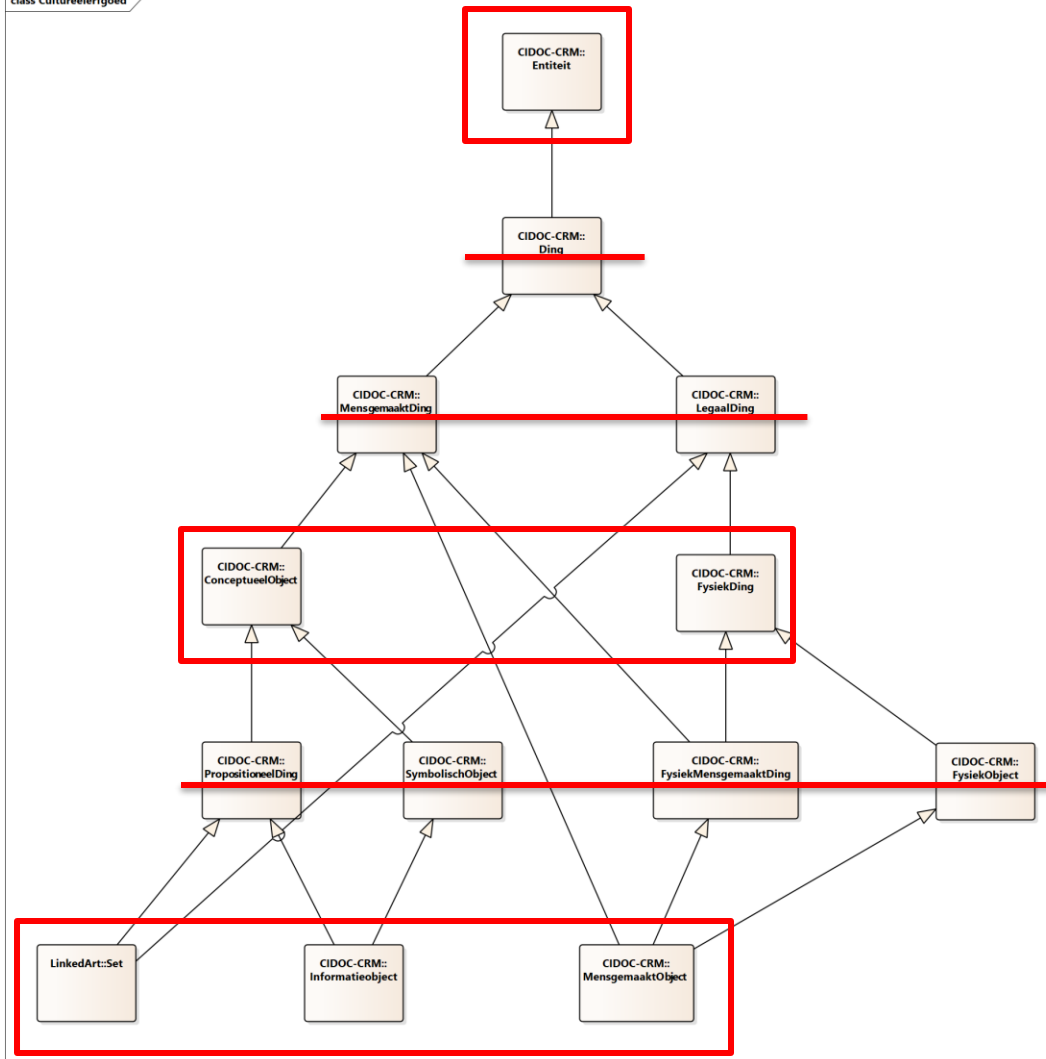 class Cultureelerfgoed
CIDOC-CRM::
Entiteit
CIDOC-CRM::
Ding
CIDOC-CRM::
MensgemaaktDing
CIDOC-CRM::
LegaalDing
CIDOC-CRM::
ConceptueelObject
CIDOC-CRM::
FysiekDing
CIDOC-CRM::
PropositioneelDing
CIDOC-CRM::
SymbolischObject
CIDOC-CRM::
FysiekMensgemaaktDing
CIDOC-CRM::
FysiekObject
LinkedArt::Set
CIDOC-CRM::
Informatieobject
CIDOC-CRM::
MensgemaaktObject